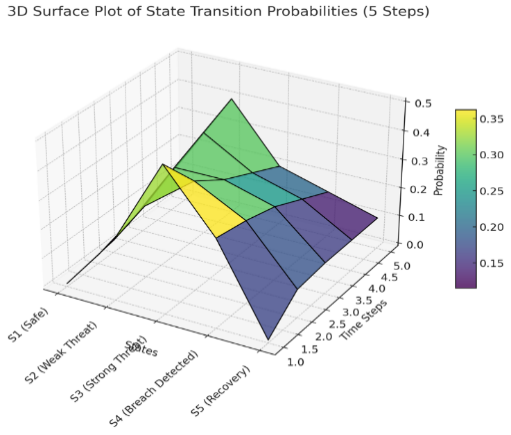 3D Surface Plot of State Transition Probabilities (5 Steps)
0.5
0.4
0.3
0.2
0.1
0.0
Probability
0.35
0.30
0.25
0.20
0.15
5.0
4.5
4.0
3.5
3.0
2.5
2.0
1.5
1.0
Time Steps
S1 (Safe)
S2 (Weak Threat)
S3 (Strong Threat)
S4 (Breach Detected)
S5 (Recovery)
States